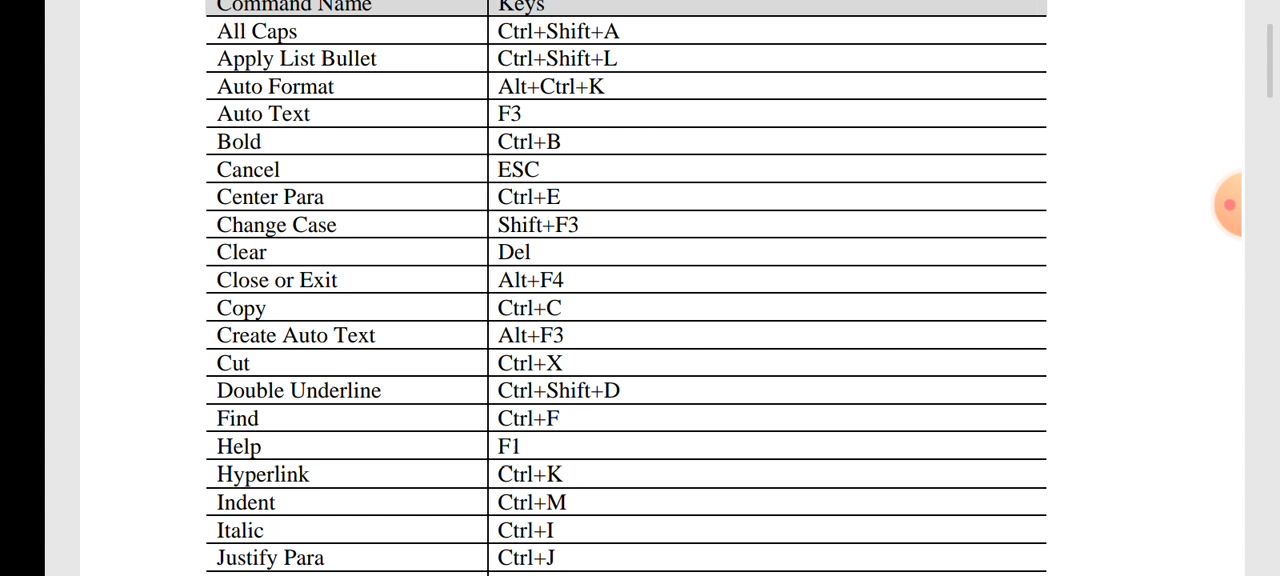 Command Name Keys
All Caps Ctrl+Shift+A
Apply List Bullet Ctrl+Shift+L
Auto Format Alt+Ctrl+K
Auto Text F3
Bold Ctrl+B
Cancel ESC
Center Para Ctrl+E
Change Case Shift+F3
Clear Del
Close or Exit Alt+F4
Copy Ctrl+C
Create Auto Text Alt+F3
Cut Ctrl+X
Double Underline Ctrl+Shift+D
Find Ctrl+F
Help F1
Hyperlink Ctrl+K
Indent Ctrl+M
Italic Ctrl+I
Justify Para Ctrl+J